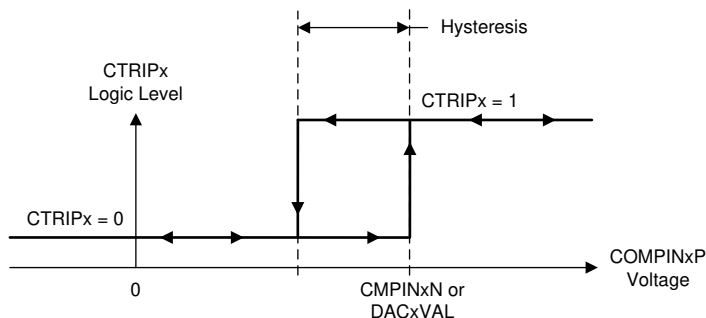 Hysteresis
CTRIPx
Logic Level
CTRIPx = 1
CTRIPx = 0
COMPINxP
Voltage
0
CMPINxN or
DACxVAL